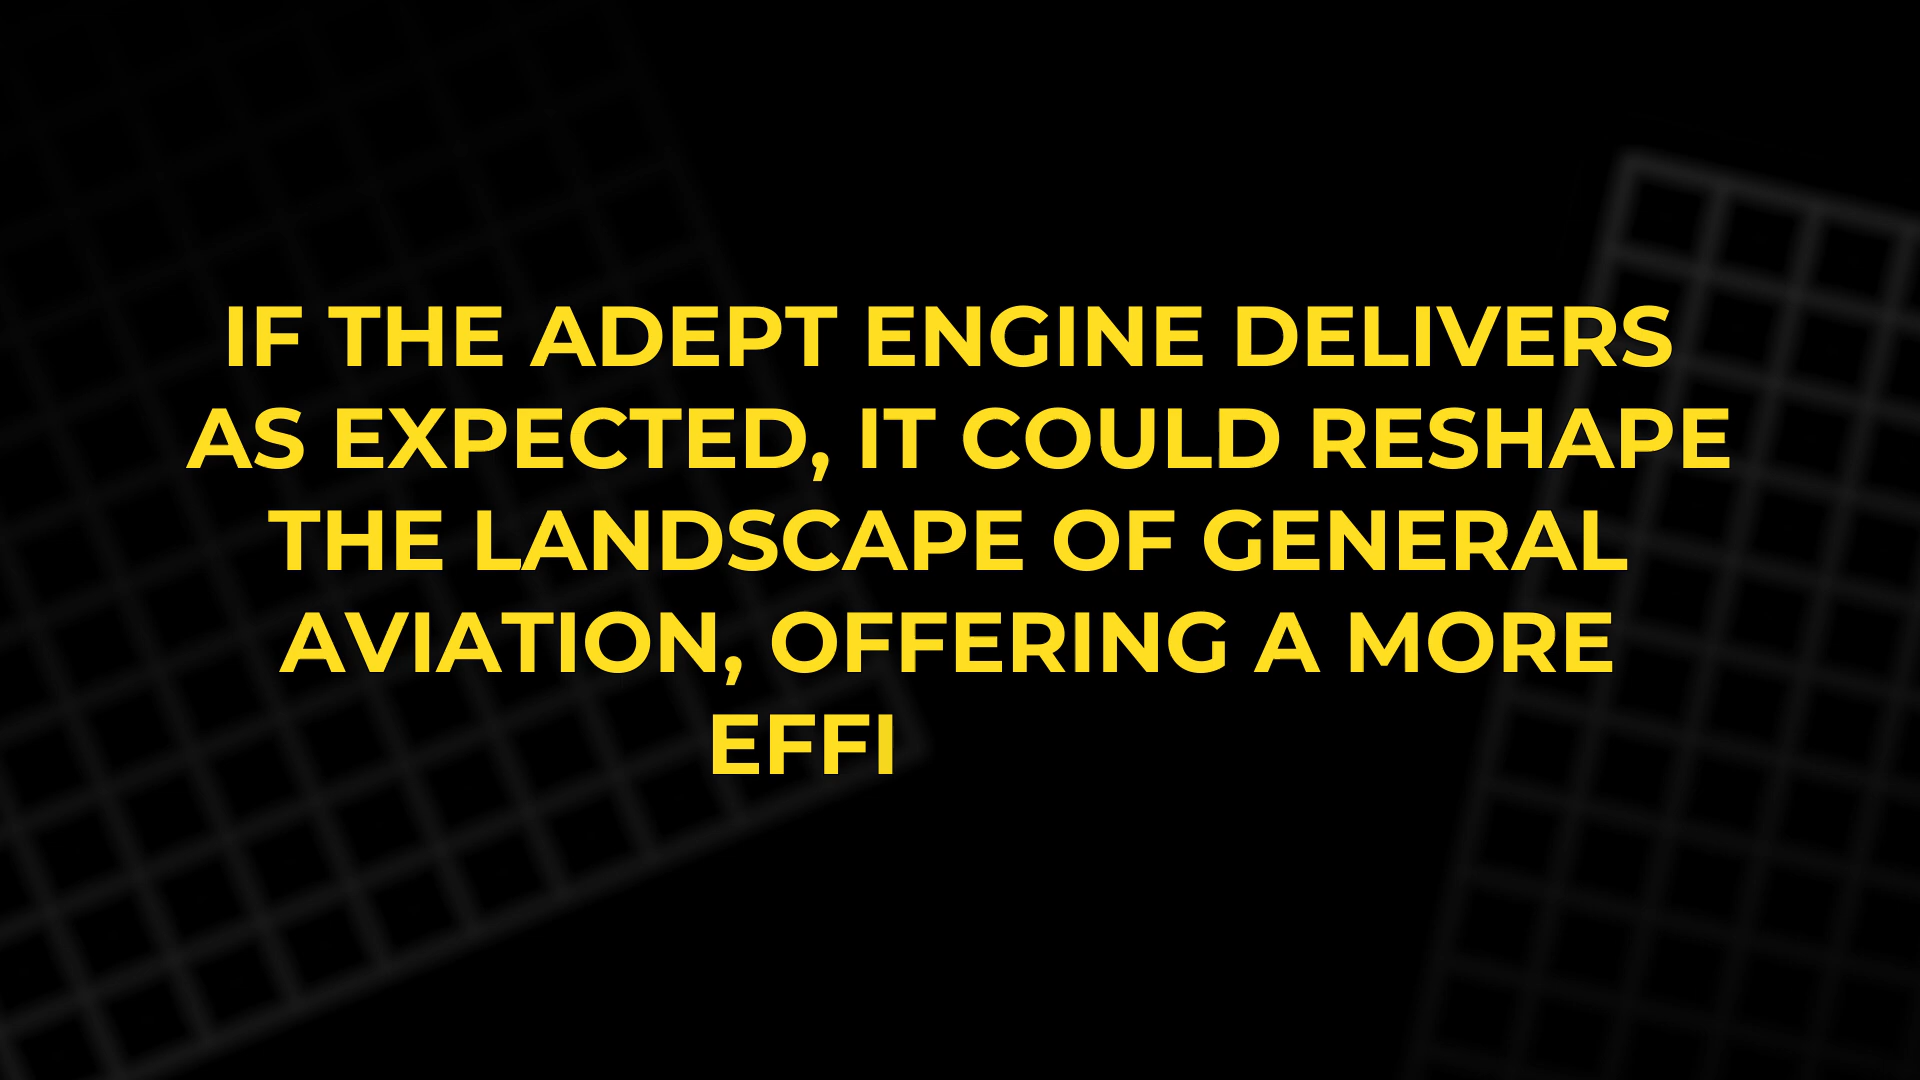 IF THE ADEPT ENGINE DELIVERS
AS EXPECTED, IT COULD RESHAPE
THE LANDSCAPE OF GENERAL
AVIATION, OFFERING A MORE
EFFI